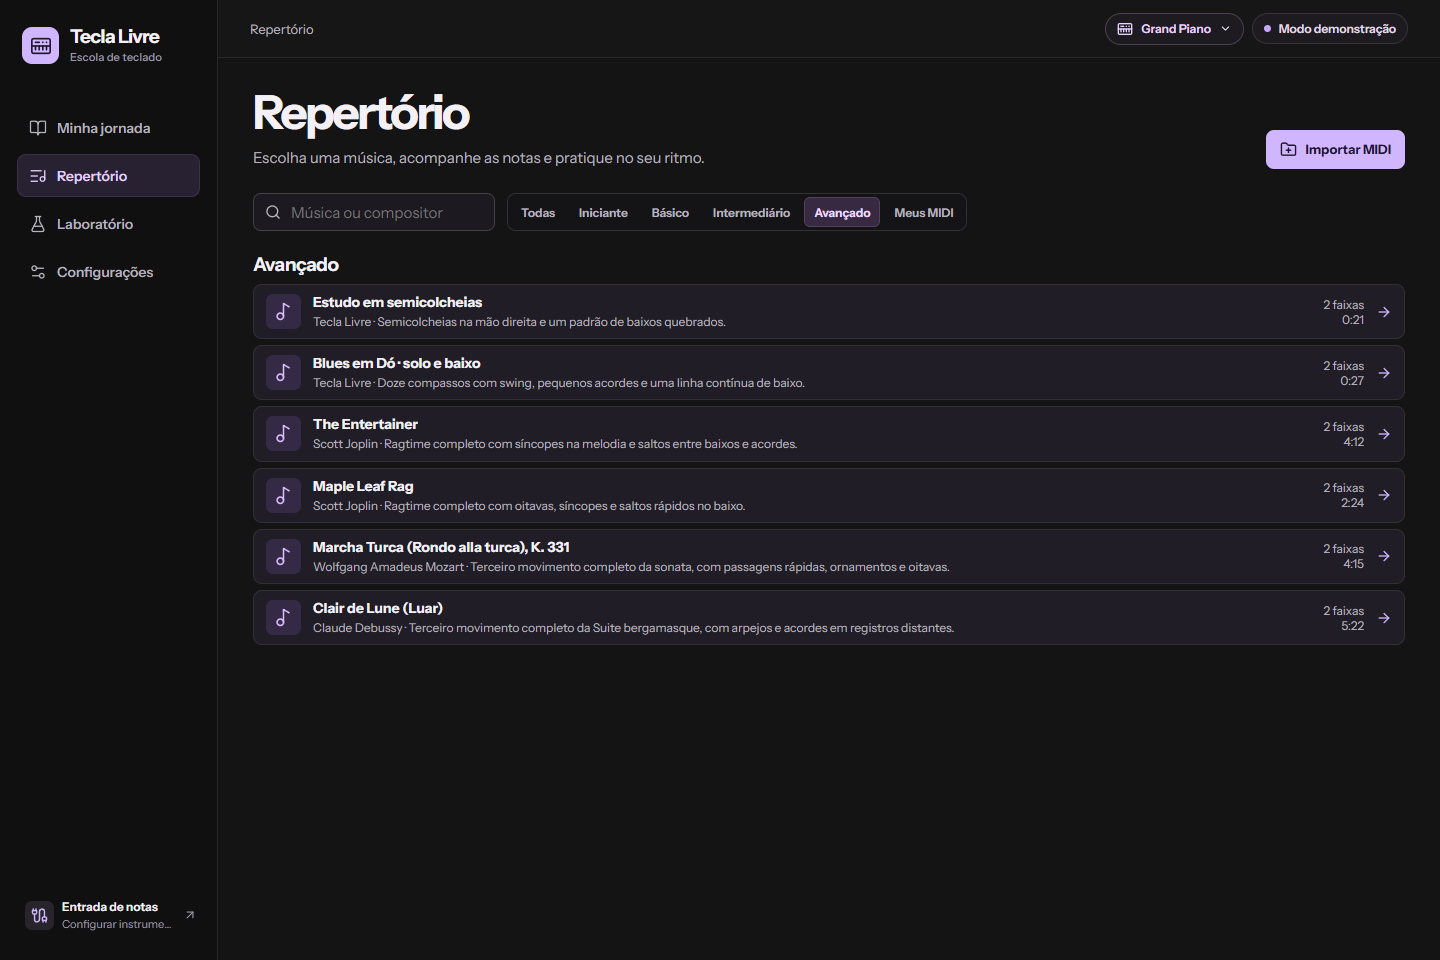 Tecla Livre
Escola de teclado
Minha jornada
Repertório
Laboratório
Configurações
Entrada de notas
Configurar instrume...
Repertório
Grand Piano
Modo demonstração
Repertório
Escolha uma música, acompanhe as notas e pratique no seu ritmo.
Importar MIDI
Música ou compositor
Todas Iniciante Básico Intermediário Avançado Meus MIDI
Avançado
Estudo em semicolcheias
Tecla Livre · Semicolcheias na mão direita e um padrão de baixos quebrados.
2 faixas
0:21
Blues em Dó · solo e baixo
Tecla Livre · Doze compassos com swing, pequenos acordes e uma linha contínua de baixo.
2 faixas
0:27
The Entertainer
Scott Joplin · Ragtime completo com síncopes na melodia e saltos entre baixos e acordes.
2 faixas
4:12
Maple Leaf Rag
Scott Joplin · Ragtime completo com oitavas, síncopes e saltos rápidos no baixo.
2 faixas
2:24
Marcha Turca (Rondo alla turca), K. 331
Wolfgang Amadeus Mozart · Terceiro movimento completo da sonata, com passagens rápidas, ornamentos e oitavas.
2 faixas
4:15
Clair de Lune (Luar)
Claude Debussy · Terceiro movimento completo da Suite bergamasque, com arpejos e acordes em registros distantes.
2 faixas
5:22